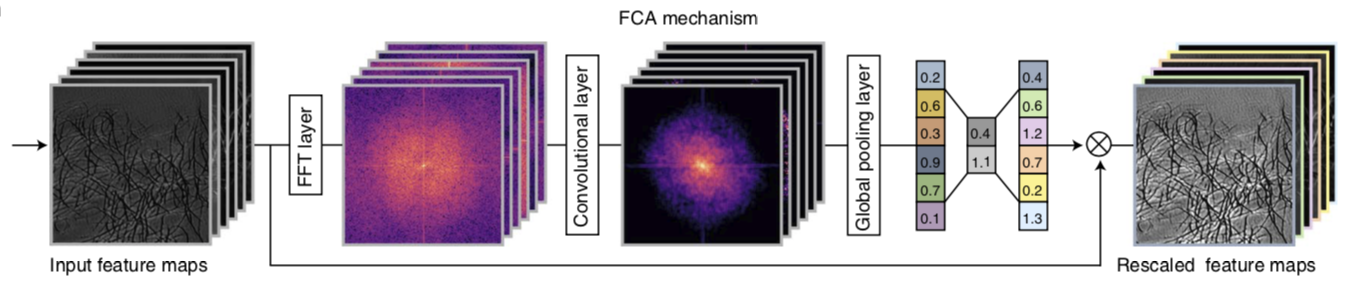 FCA mechanism
Input feature maps
FFT layer
Convolutional layer
Global pooling layer
0.2
0.6
0.3
0.9
0.7
0.1
0.4
1.1
0.4
0.6
1.2
0.7
0.2
1.3
Rescaled feature maps